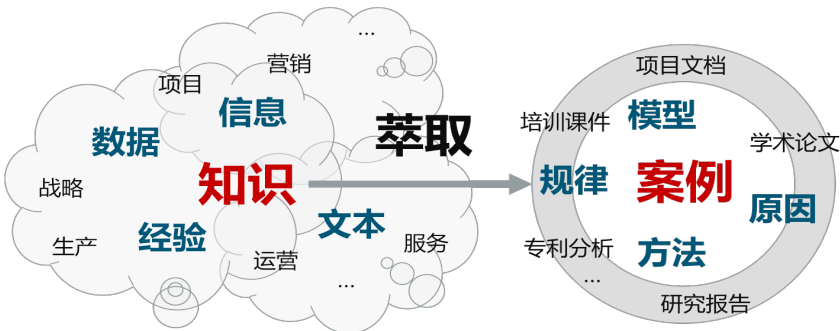 ...
营销
项目
信息
数据
萃取
知识
战略
经验
文本
生产
运营
服务
...
项目文档
培训课件
模型
学术论文
规律
案例
原因
专利分析
方法
...
研究报告